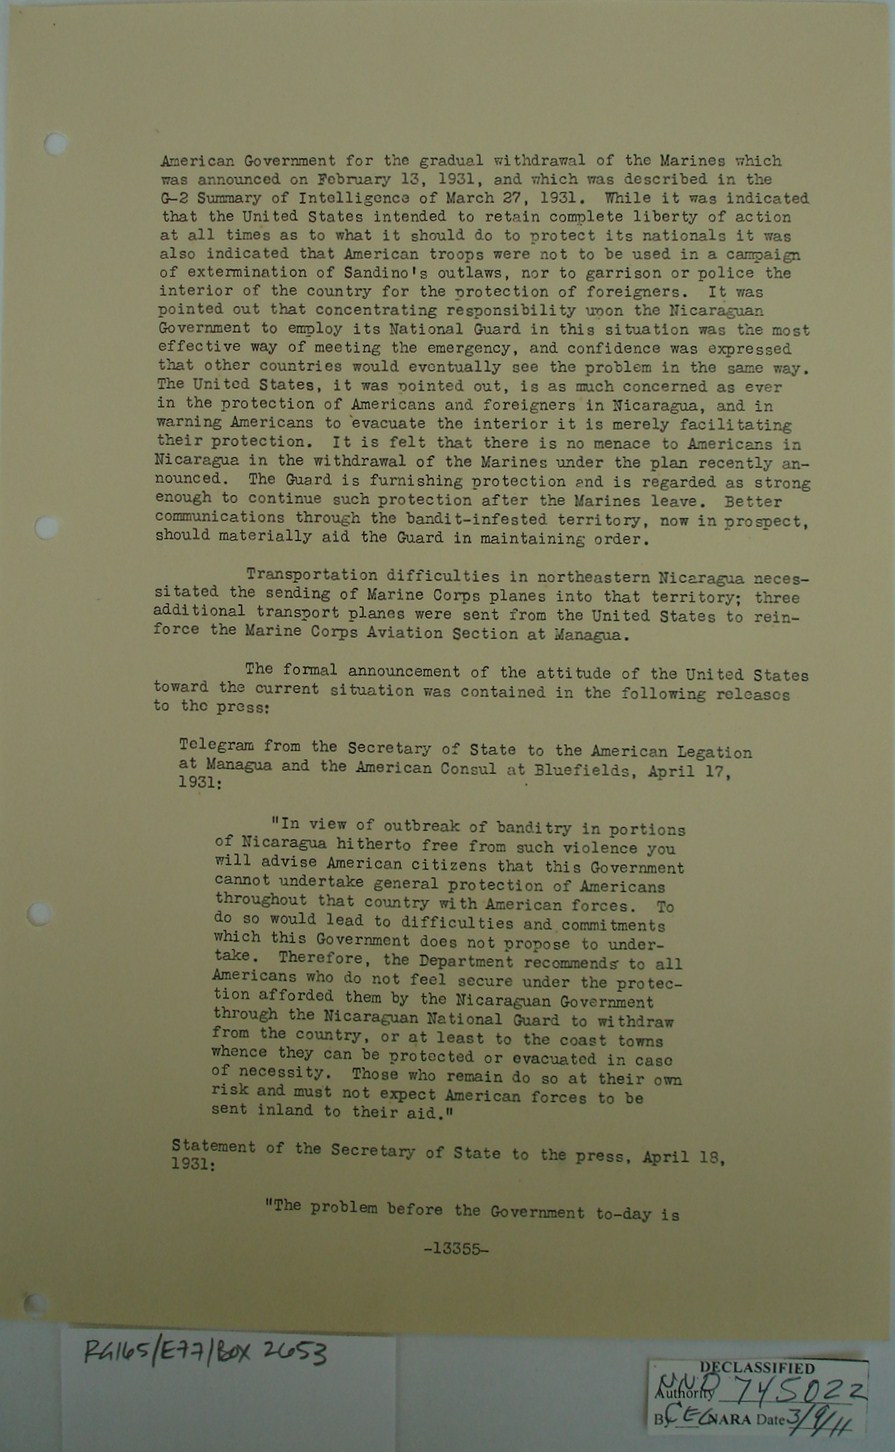 American Government for the gradual withdrawal of the Marines which
was announced on February 13, 1931, and which was described in the
G-2 Summary of Intelligence of March 27, 1931.  While it was indicated
that the United States intended to retain complete liberty of action
at all times as to what it should do to protect its nationals it was
also indicated that American troops were not to be used in a campaign
of extermination of Sandino's outlaws, nor to garrison or police the
interior of the country for the protection of foreigners.  It was
pointed out that concentrating responsibility upon the Nicaraguan
Government to employ its National Guard in this situation was the most
effective way of meeting the emergency, and confidence was expressed
that other countries would eventually see the problem in the same way.
The United States, it was pointed out, is as much concerned as ever
in the protection of Americans and foreigners in Nicaragua, and in
warning Americans to evacuate the interior it is merely facilitating
their protection.  It is felt that there is no menace to Americans in
Nicaragua in the withdrawal of the Marines under the plan recently an-
nounced.  The Guard is furnishing protection and is regarded as strong
enough to continue such protection after the Marines leave.  Better
communications through the bandit-infested territory, now in prospect,
should materially aid the Guard in maintaining order.
Transportation difficulties in northeastern Nicaragua neces-
sitated the sending of Marine Corps planes into that territory; three
additional transport planes were sent from the United States to rein-
force the Marine Corps Aviation Section at Managua.
The formal announcement of the attitude of the United States
toward the current situation was contained in the following releases
to the press:
Telegram from the Secretary of State to the American Legation
at Managua and the American Consul at Bluefields, April 17,
1931:
"In view of outbreak of banditry in portions
of Nicaragua hitherto free from such violence you
will advise American citizens that this Government
cannot undertake general protection of Americans
throughout that country with American forces.  To
do so would lead to difficulties and commitments
which this Government does not propose to under-
take.  Therefore, the Department recommends to all
Americans who do not feel secure under the protec-
tion afforded them by the Nicaraguan Government
through the Nicaraguan National Guard to withdraw
from the country, or at least to the coast towns
whence they can be protected or evacuated in case
of necessity.  Those who remain do so at their own
risk and must not expect American forces to be
sent inland to their aid."
Statement of the Secretary of State to the press, April 18,
1931:
"The problem before the Government to-day is
-13355-
RG165/E77/BOX 2653
DECLASSIFIED
Authority NND 745022
By CEC NARA Date 3/9/11